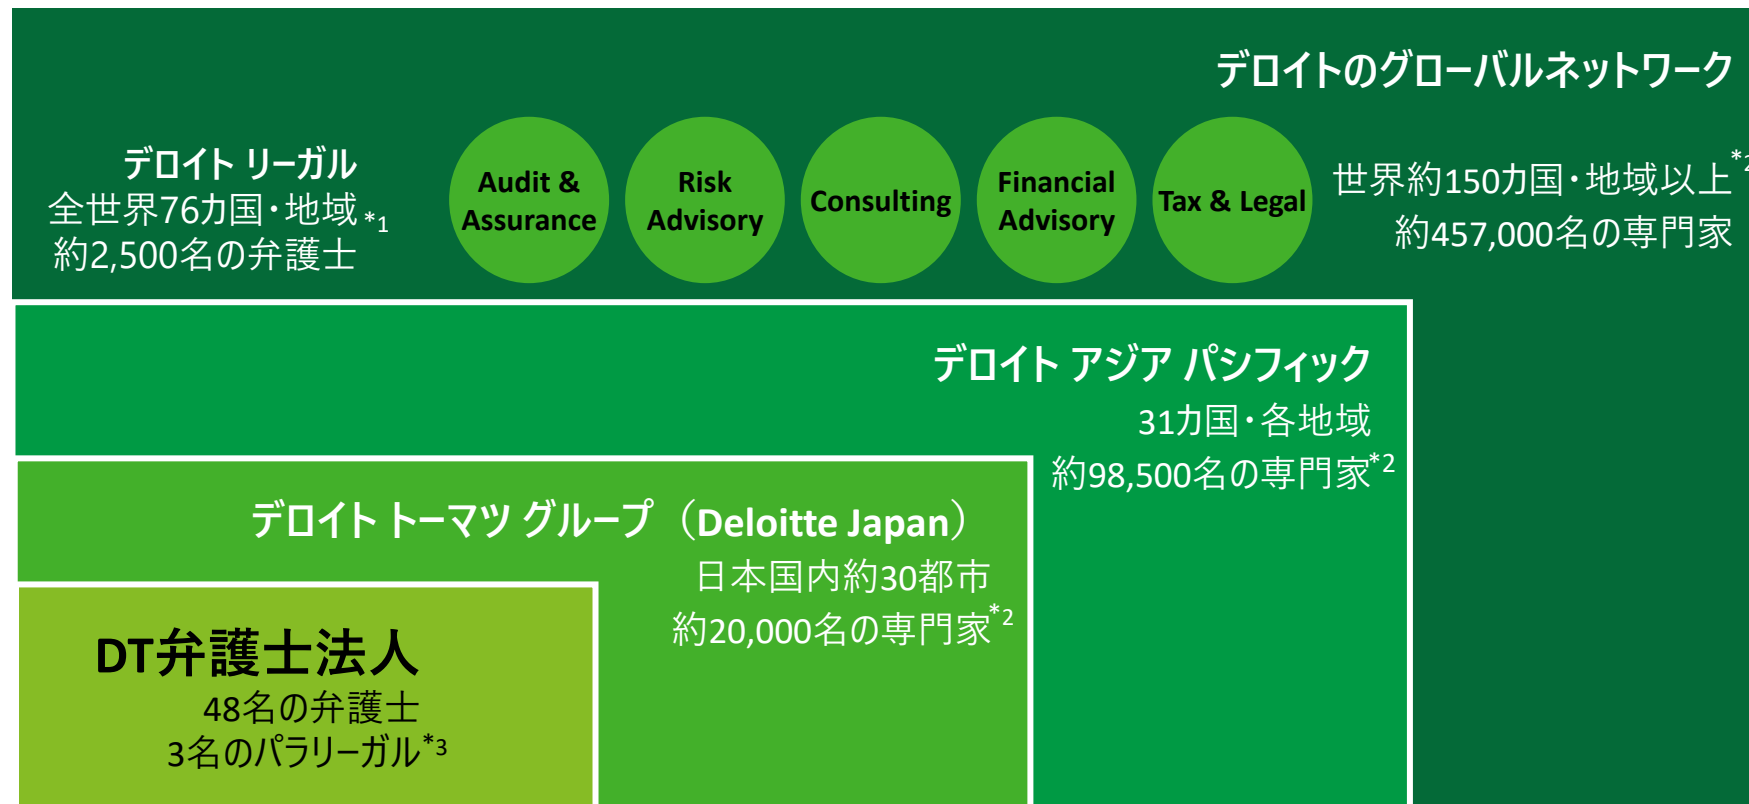 デロイトのグローバルネットワーク
デロイト リーガル
全世界76カ国・地域*1
約2,500名の弁護士
Audit &
Assurance
Risk
Advisory
Consulting
Financial
Advisory
Tax & Legal
世界約150カ国・地域以上*2
約457,000名の専門家
デロイト アジア パシフィック
31カ国・各地域
約98,500名の専門家*2
デロイト トーマツ グループ（Deloitte Japan）
日本国内約30都市
約20,000名の専門家*2
DT弁護士法人
48名の弁護士
3名のパラリーガル*3